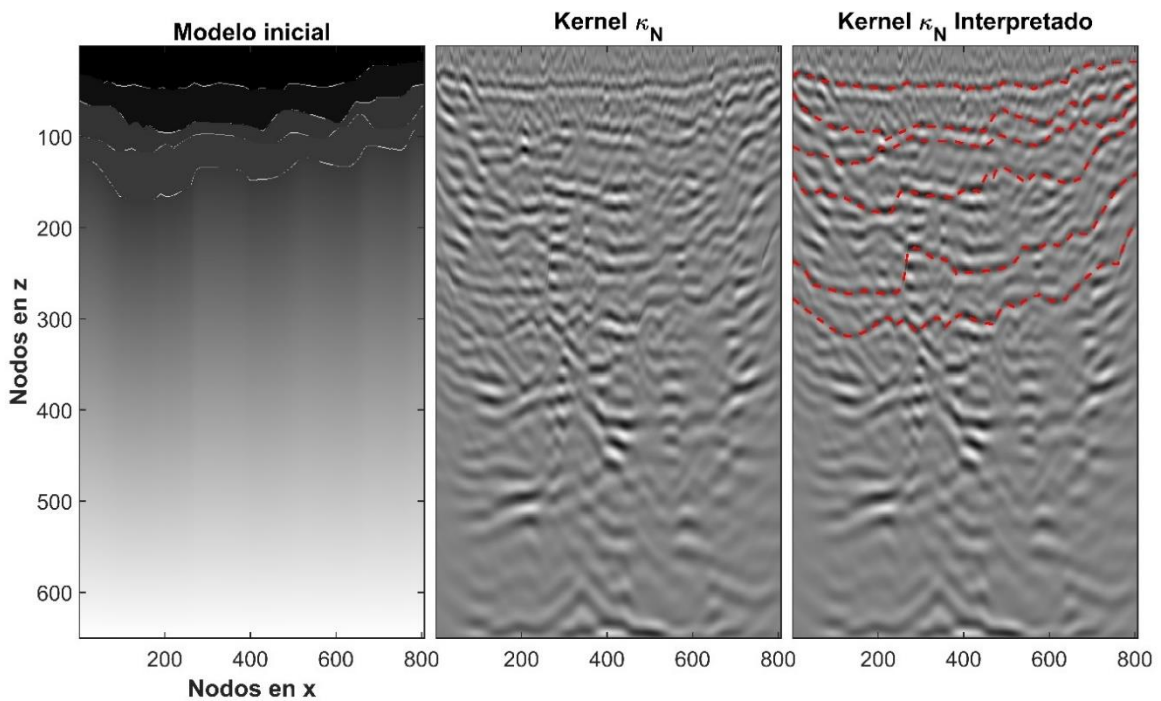 Modelo inicial
Kernel κN
Kernel κN Interpretado
Nodos en z
100
200
300
400
500
600
200 400 600 800
200 400 600 800
200 400 600 800
Nodos en x